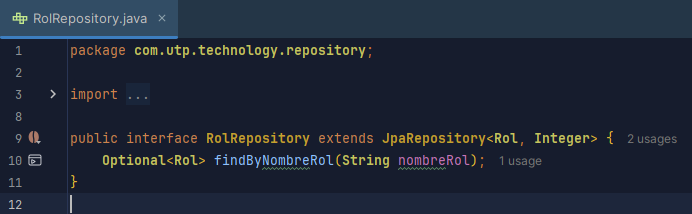 RolRepository.java ×
1 package com.utp.technology.repository;
2
3 import ...
8
9 public interface RolRepository extends JpaRepository<Rol, Integer> { 2 usages
10 Optional<Rol> findByNombreRol(String nombreRol); 1 usage
11 }
12